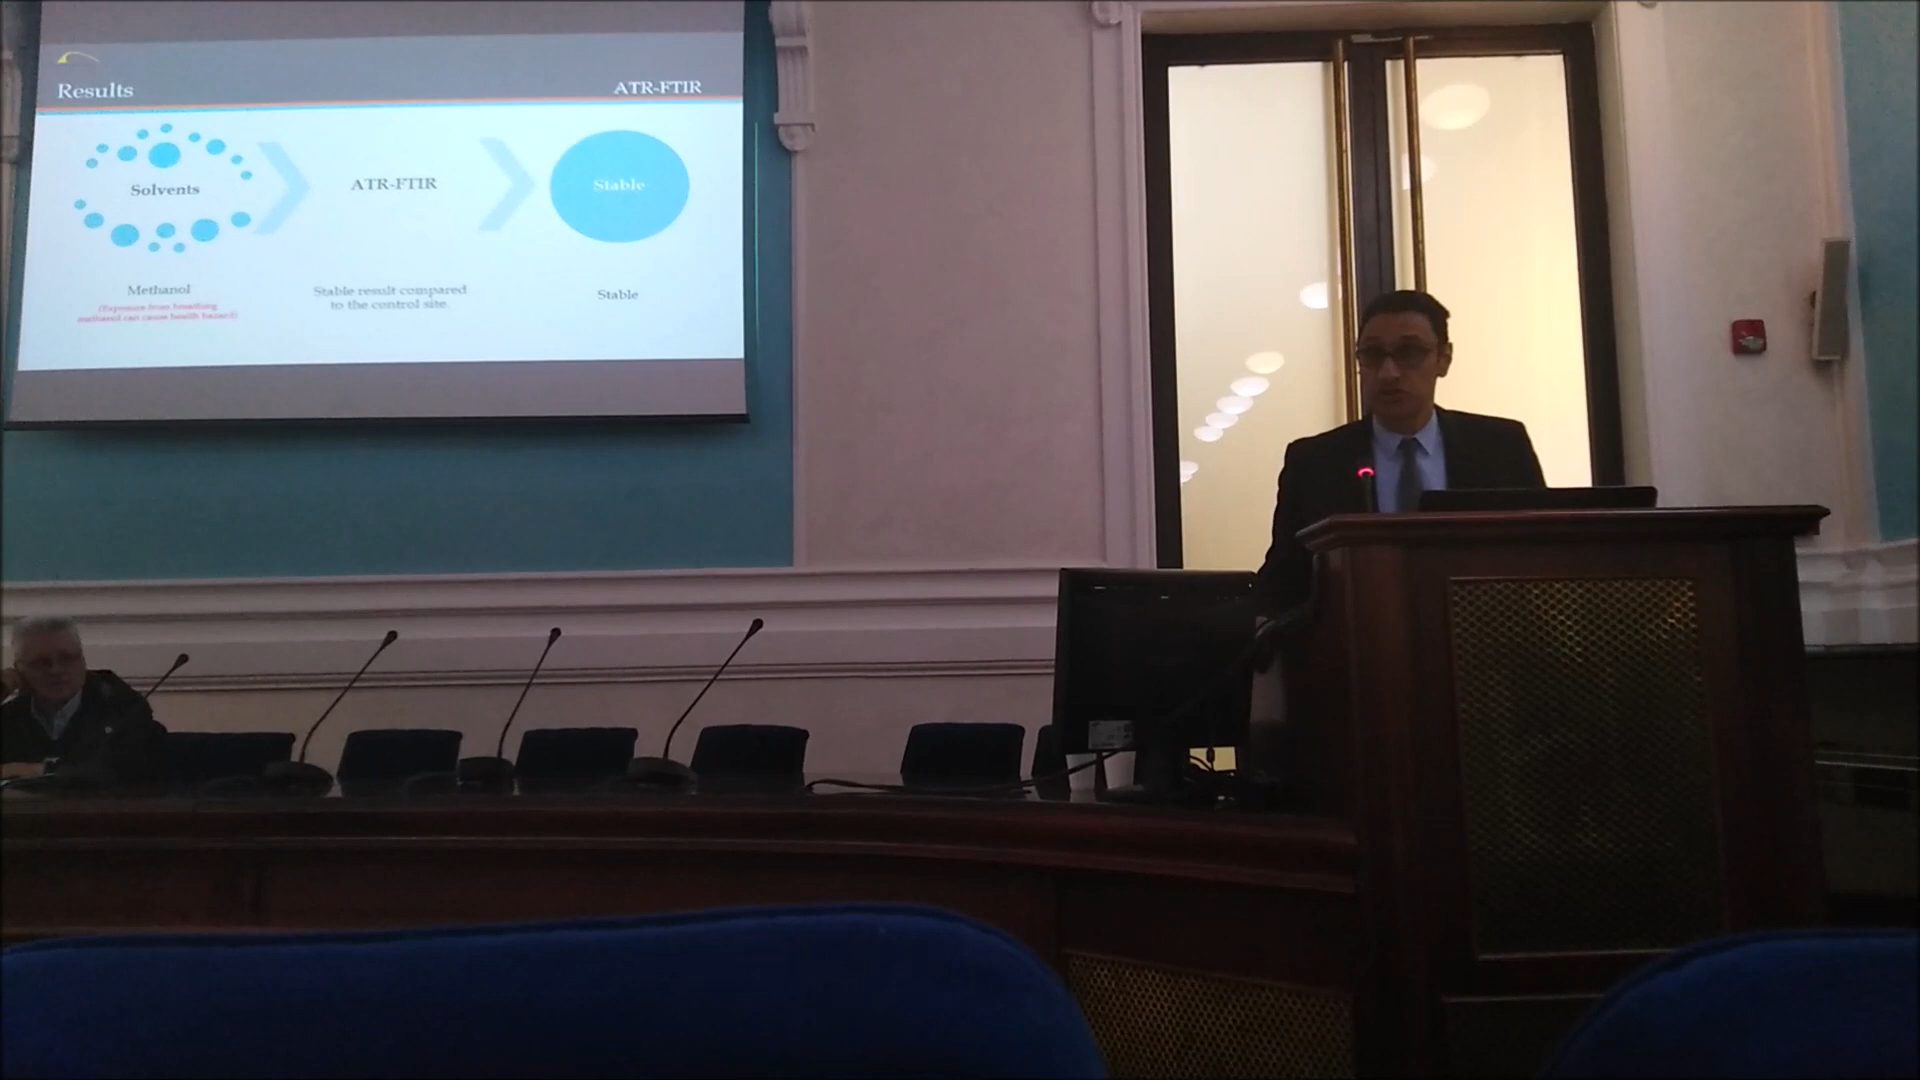 Results
ATR-FTIR
Solvents
ATR-FTIR
Stable
Methanol
(Exposure from breathing
methanol can cause health hazard)
Stable result compared
to the control site.
Stable